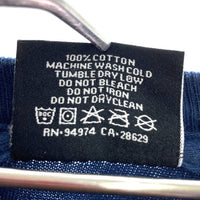 100% COTTON
MACHINE WASH COLD
TUMBLE DRY LOW
DO NOT BLEACH
DO NOT IRON
DO NOT DRYCLEAN
RN-94974 CA-28629